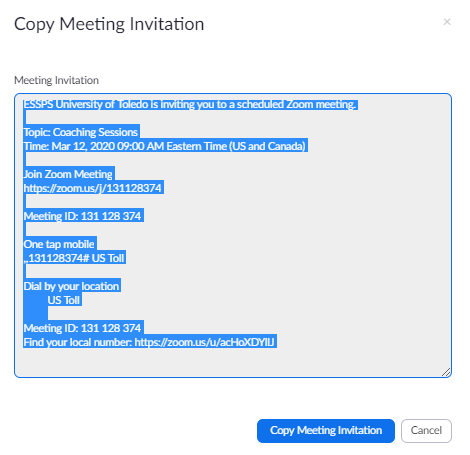 Copy Meeting Invitation
×
Meeting Invitation
ESSPS University of Toledo is inviting you to a scheduled Zoom meeting.
Topic: Coaching Sessions
Time: Mar 12, 2020 09:00 AM Eastern Time (US and Canada)
Join Zoom Meeting
https://zoom.us/j/131128374
Meeting ID: 131 128 374
One tap mobile
,,131128374# US Toll
Dial by your location
US Toll
Meeting ID: 131 128 374
Find your local number: https://zoom.us/u/acHoXDYlU
Copy Meeting Invitation
Cancel